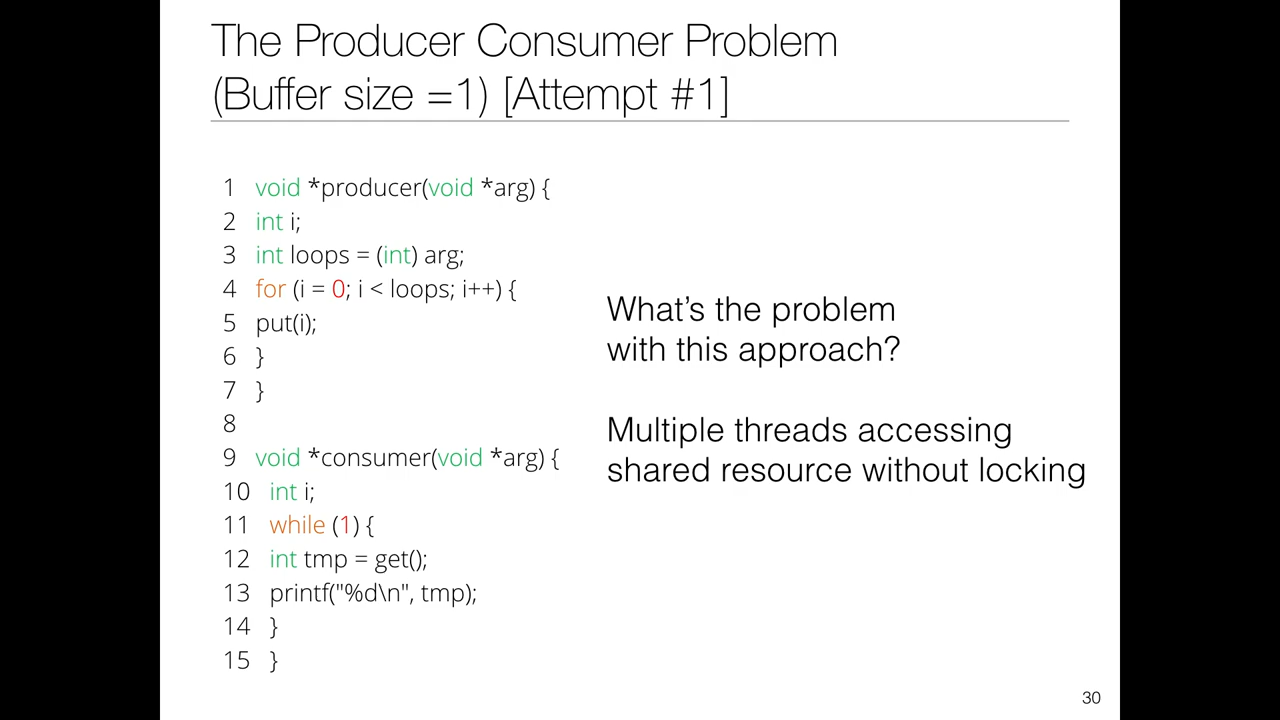 The Producer Consumer Problem
(Buffer size =1) [Attempt #1]
1 void *producer(void *arg) {
2 int i;
3 int loops = (int) arg;
4 for (i = 0; i < loops; i++) {
5 put(i);
6 }
7 }
8
9 void *consumer(void *arg) {
10 int i;
11 while (1) {
12 int tmp = get();
13 printf("%d\n", tmp);
14 }
15 }
What’s the problem
with this approach?
Multiple threads accessing
shared resource without locking
30